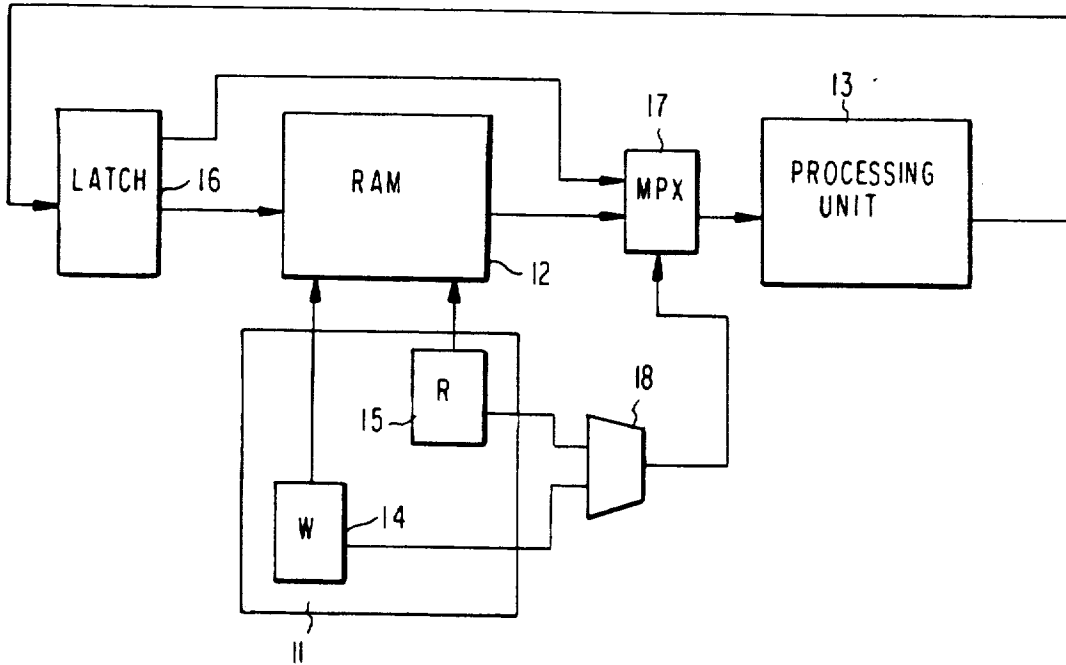 13
17
LATCH
16
RAM
MPX
PROCESSING
UNIT
12
R
15
18
W
14
11